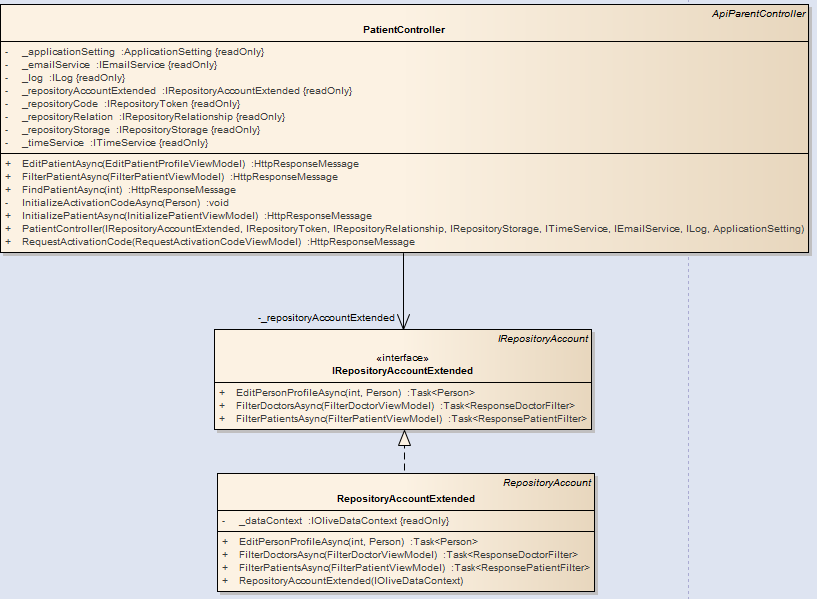 ApiParentController
PatientController
- _applicationSetting :ApplicationSetting {readOnly}
- _emailService :IEmailService {readOnly}
- _log :ILog {readOnly}
- _repositoryAccountExtended :IRepositoryAccountExtended {readOnly}
- _repositoryCode :IRepositoryToken {readOnly}
- _repositoryRelation :IRepositoryRelationship {readOnly}
- _repositoryStorage :IRepositoryStorage {readOnly}
- _timeService :ITimeService {readOnly}
+ EditPatientAsync(EditPatientProfileViewModel) :HttpResponseMessage
+ FilterPatientAsync(FilterPatientViewModel) :HttpResponseMessage
+ FindPatientAsync(int) :HttpResponseMessage
- InitializeActivationCodeAsync(Person) :void
+ InitializePatientAsync(InitializePatientViewModel) :HttpResponseMessage
+ PatientController(IRepositoryAccountExtended, IRepositoryToken, IRepositoryRelationship, IRepositoryStorage, ITimeService, IEmailService, ILog, ApplicationSetting)
+ RequestActivationCode(RequestActivationCodeViewModel) :HttpResponseMessage
-_repositoryAccountExtended
IRepositoryAccount
«interface»
IRepositoryAccountExtended
+ EditPersonProfileAsync(int, Person) :Task<Person>
+ FilterDoctorsAsync(FilterDoctorViewModel) :Task<ResponseDoctorFilter>
+ FilterPatientsAsync(FilterPatientViewModel) :Task<ResponsePatientFilter>
RepositoryAccount
RepositoryAccountExtended
- _dataContext :IOliveDataContext {readOnly}
+ EditPersonProfileAsync(int, Person) :Task<Person>
+ FilterDoctorsAsync(FilterDoctorViewModel) :Task<ResponseDoctorFilter>
+ FilterPatientsAsync(FilterPatientViewModel) :Task<ResponsePatientFilter>
+ RepositoryAccountExtended(IOliveDataContext)